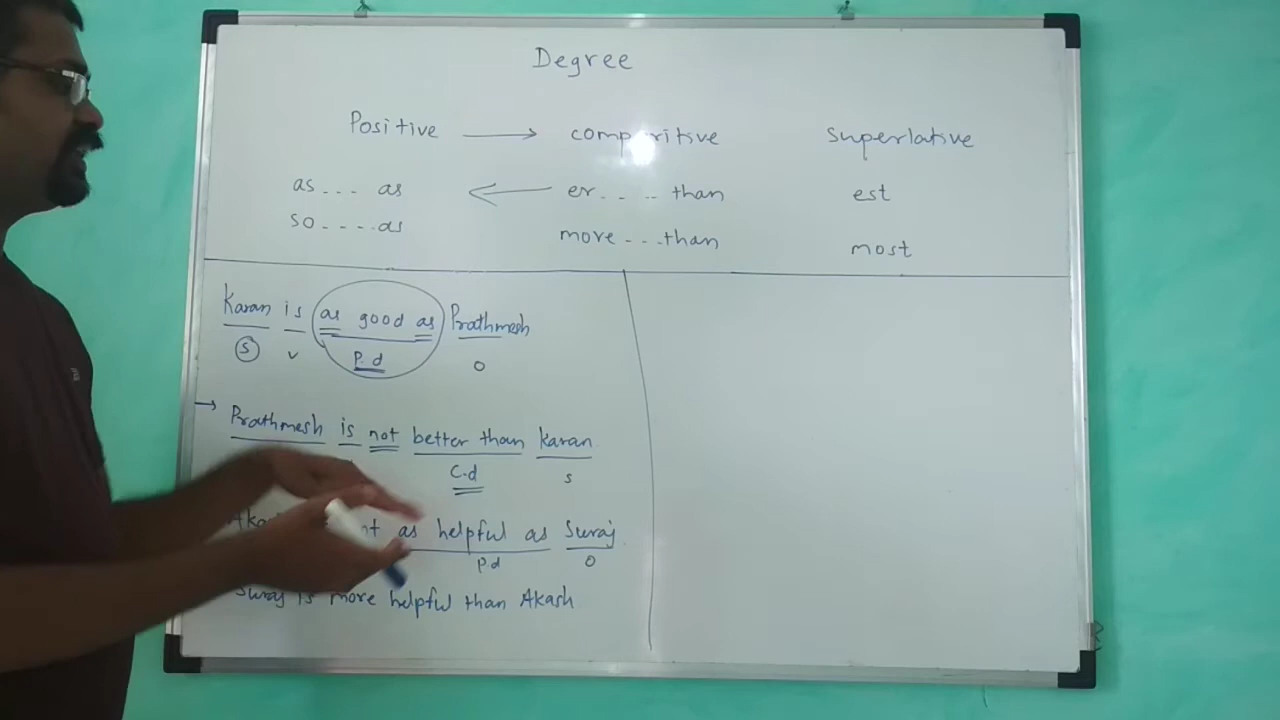 Degree
Positive → comparitive superlative
as... as ← er..... than est
so.... as more...than most
Karan is as good as Prathmesh
S v P.d o
→ Prathmesh is not better than Karan.
C.d s
as helpful as Suraj.
P.d o
Suraj is more helpful than Akash